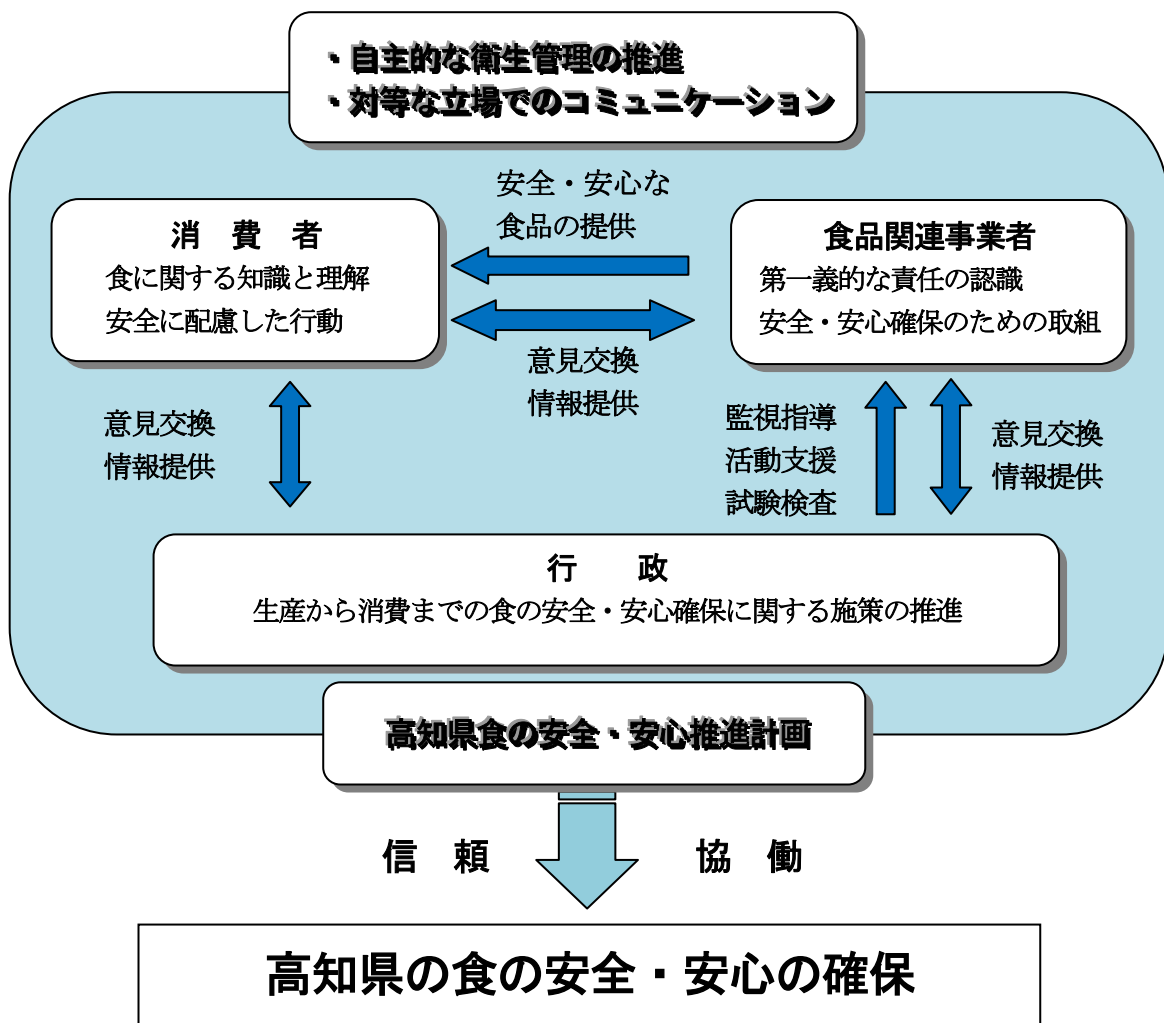 ・自主的な衛生管理の推進
・対等な立場でのコミュニケーション
安全・安心な
食品の提供
消　費　者
食に関する知識と理解
安全に配慮した行動
食品関連事業者
第一義的な責任の認識
安全・安心確保のための取組
意見交換
情報提供
意見交換
情報提供
監視指導
活動支援
試験検査
意見交換
情報提供
行　　政
生産から消費までの食の安全・安心確保に関する施策の推進
高知県食の安全・安心推進計画
信　頼
協　働
高知県の食の安全・安心の確保